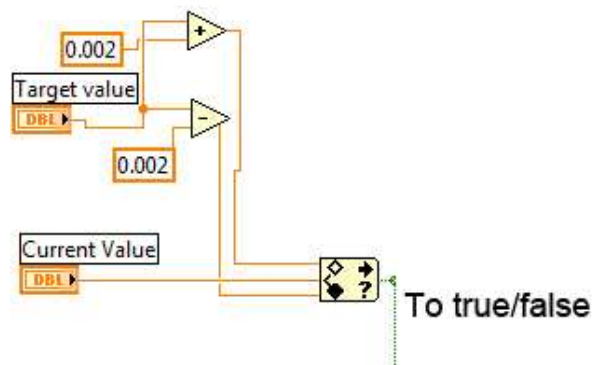 +
0.002
Target value
DBL
-
0.002
Current Value
DBL
?
To true/false